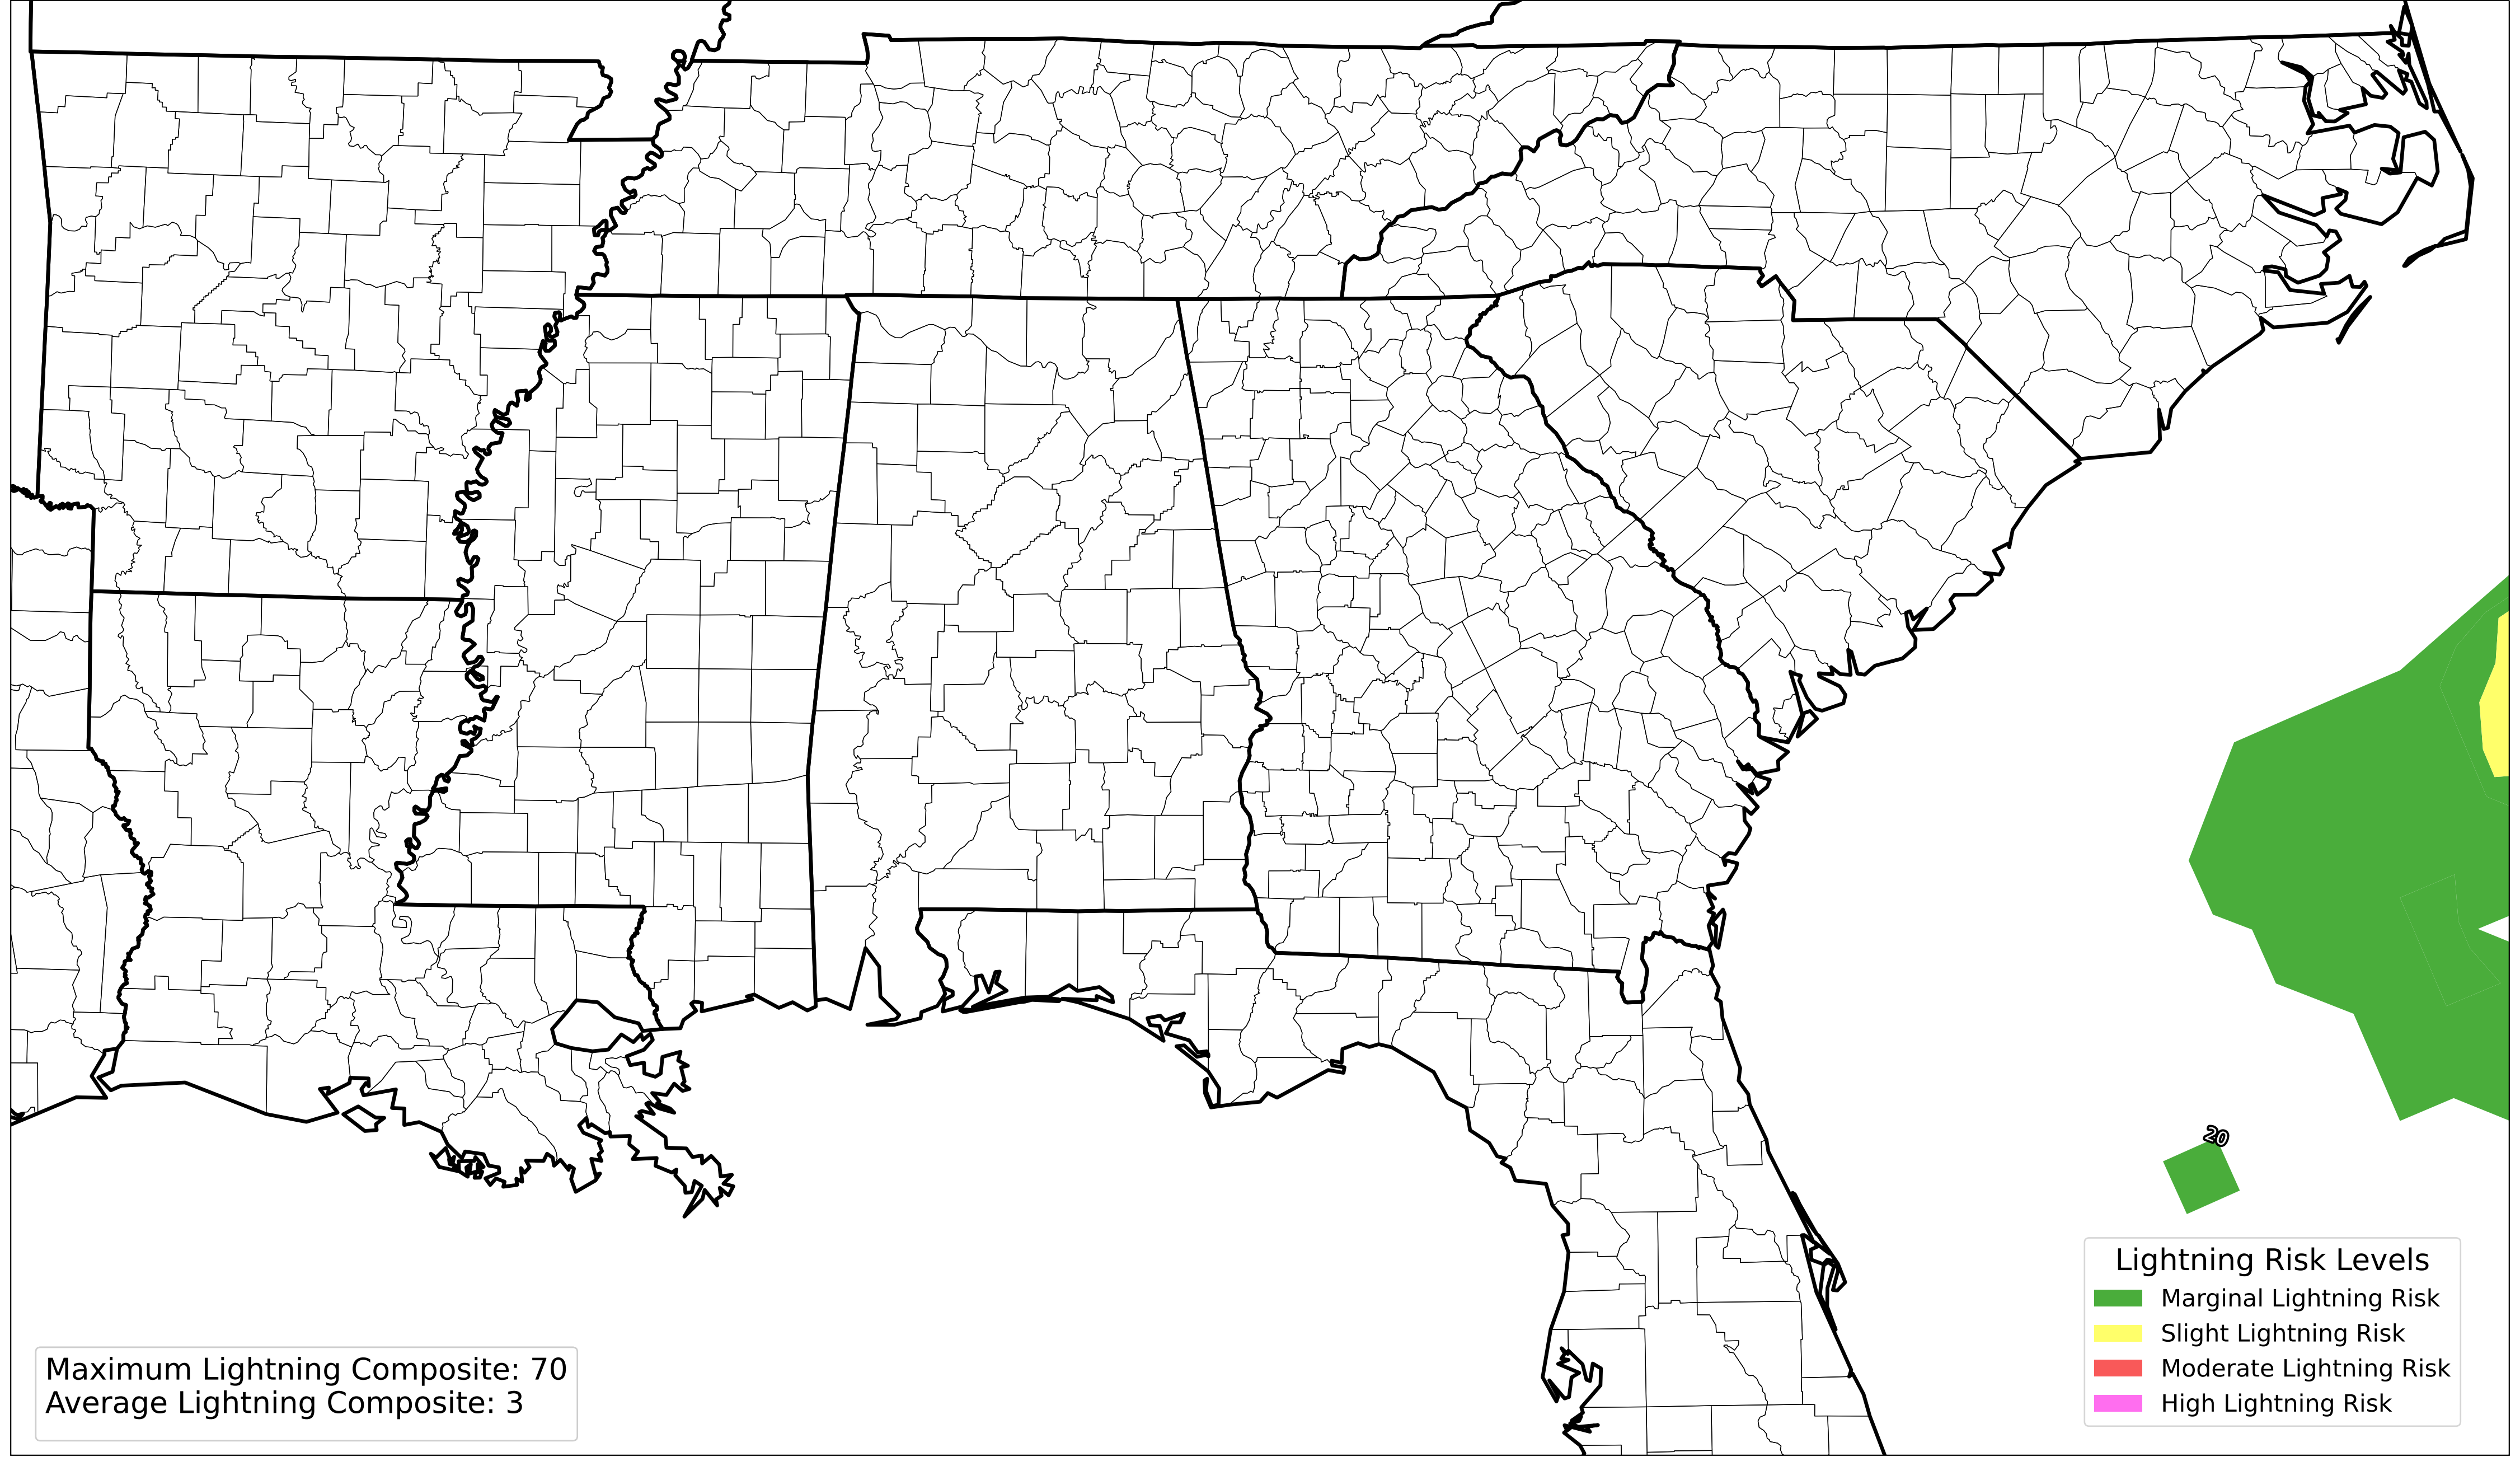 20
Lightning Risk Levels
Marginal Lightning Risk
Slight Lightning Risk
Moderate Lightning Risk
High Lightning Risk
Maximum Lightning Composite: 70
Average Lightning Composite: 3